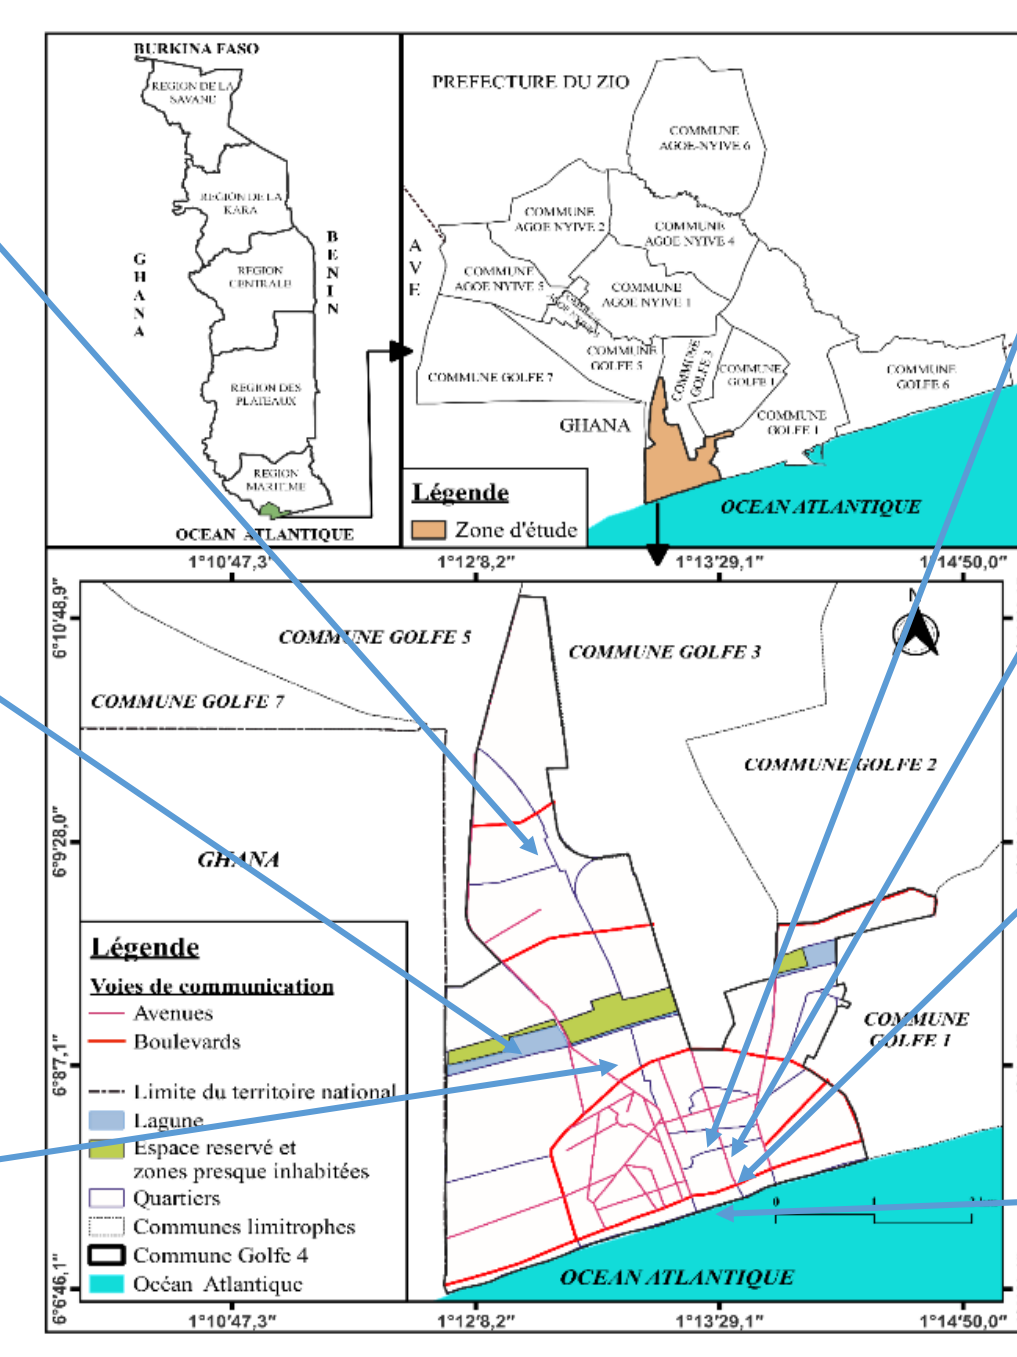 BURKINA FASO
REGION DE LA
SAVANE
REGION DE LA
KARA
GHANA
BENIN
REGION
CENTRALE
REGION DES
PLATEAUX
REGION
MARITIME
OCEAN ATLANTIQUE
PREFECTURE DU ZIO
COMMUNE
AGOE-NYIVE 6
COMMUNE
AGOE NYIVE 2
COMMUNE
AGOE NYIVE 4
AVE
COMMUNE
AGOE NYIVE 5
COMMUNE
AGOE NYIVE 1
COMMUNE
GOLFE 5
COMMUNE
GOLFE 3
COMMUNE
GOLFE 1
COMMUNE
GOLFE 6
COMMUNE GOLFE 7
COMMUNE
GOLFE 1
GHANA
Légende
Zone d'étude
OCEAN ATLANTIQUE
1°10'47,3"
1°12'8,2"
1°13'29,1"
1°14'50,0"
6°10'48,9"
6°9'28,0"
6°8'7,1"
6°6'46,1"
N
COMMUNE GOLFE 5
COMMUNE GOLFE 3
COMMUNE GOLFE 7
COMMUNE GOLFE 2
GHANA
COMMUNE
GOLFE 1
Légende
Voies de communication
Avenues
Boulevards
Limite du territoire national
Lagune
Espace reservé et
zones presque inhabitées
Quartiers
Communes limitrophes
Commune Golfe 4
Océan Atlantique
0 1
OCEAN ATLANTIQUE
1°10'47,3"
1°12'8,2"
1°13'29,1"
1°14'50,0"